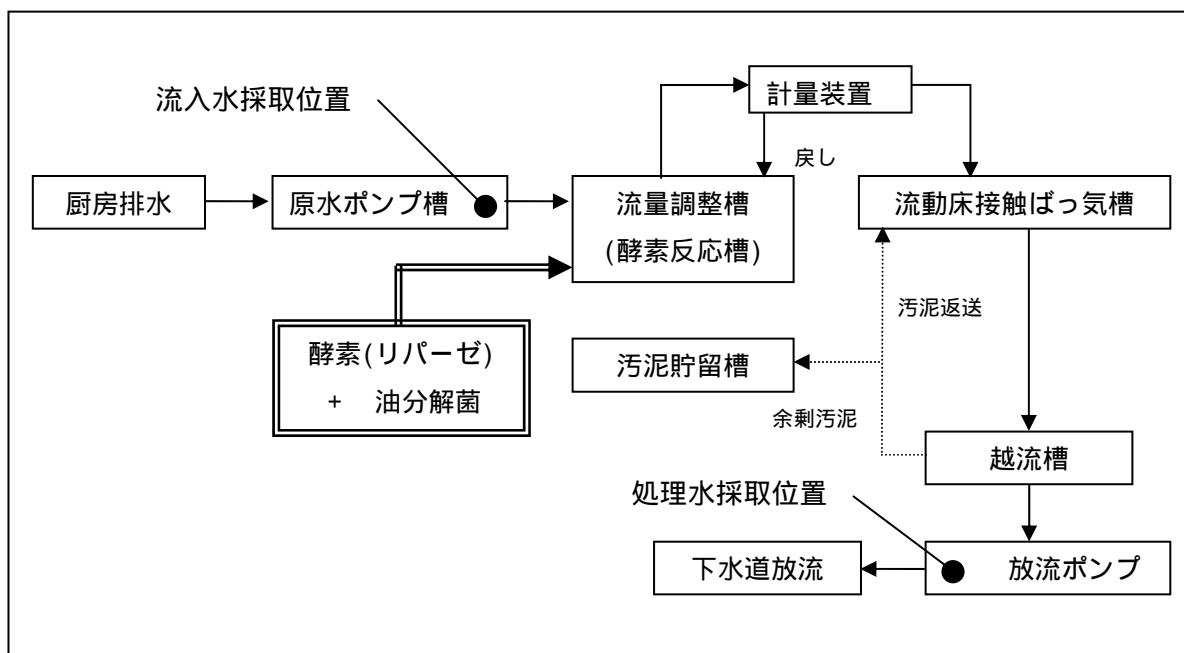 計量装置
流入水採取位置
戻し
厨房排水
原水ポンプ槽
流量調整槽
(酵素反応槽)
流動床接触ばっ気槽
汚泥返送
酵素(リパーゼ)
+ 油分解菌
汚泥貯留槽
余剰汚泥
越流槽
処理水採取位置
下水道放流
放流ポンプ